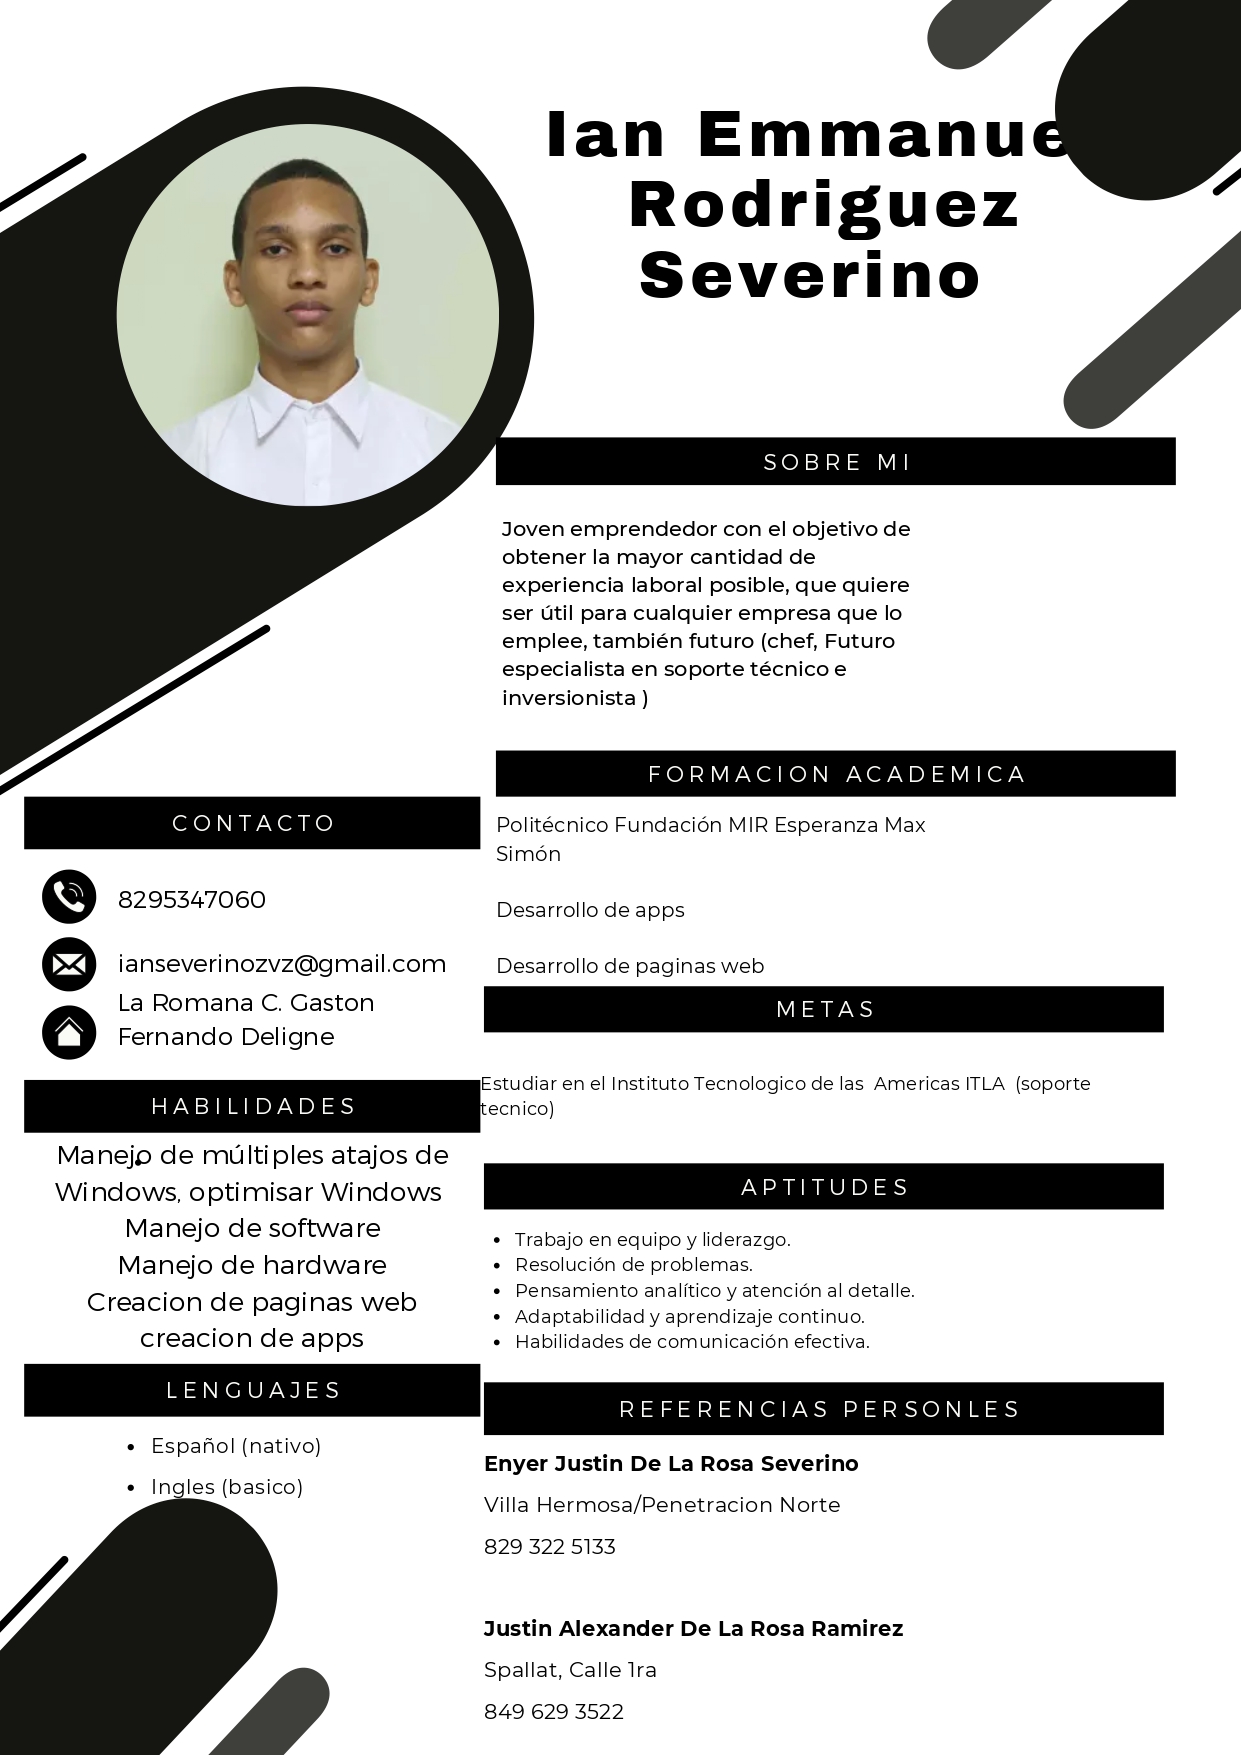 Ian Emmanue
Rodriguez
Severino
SOBRE MI
Joven emprendedor con el objetivo de
obtener la mayor cantidad de
experiencia laboral posible, que quiere
ser útil para cualquier empresa que lo
emplee, también futuro (chef, Futuro
especialista en soporte técnico e
inversionista )
FORMACION ACADEMICA
Politécnico Fundación MIR Esperanza Max
Simón
Desarrollo de apps
Desarrollo de paginas web
METAS
Estudiar en el Instituto Tecnologico de las  Americas ITLA  (soporte
tecnico)
APTITUDES
• Trabajo en equipo y liderazgo.
• Resolución de problemas.
• Pensamiento analítico y atención al detalle.
• Adaptabilidad y aprendizaje continuo.
• Habilidades de comunicación efectiva.
REFERENCIAS PERSONLES
Enyer Justin De La Rosa Severino
Villa Hermosa/Penetracion Norte
829 322 5133
Justin Alexander De La Rosa Ramirez
Spallat, Calle 1ra
849 629 3522
CONTACTO
8295347060
ianseverinozvz@gmail.com
La Romana C. Gaston
Fernando Deligne
HABILIDADES
Manejo de múltiples atajos de
Windows, optimisar Windows
Manejo de software
Manejo de hardware
Creacion de paginas web
creacion de apps
LENGUAJES
• Español (nativo)
• Ingles (basico)